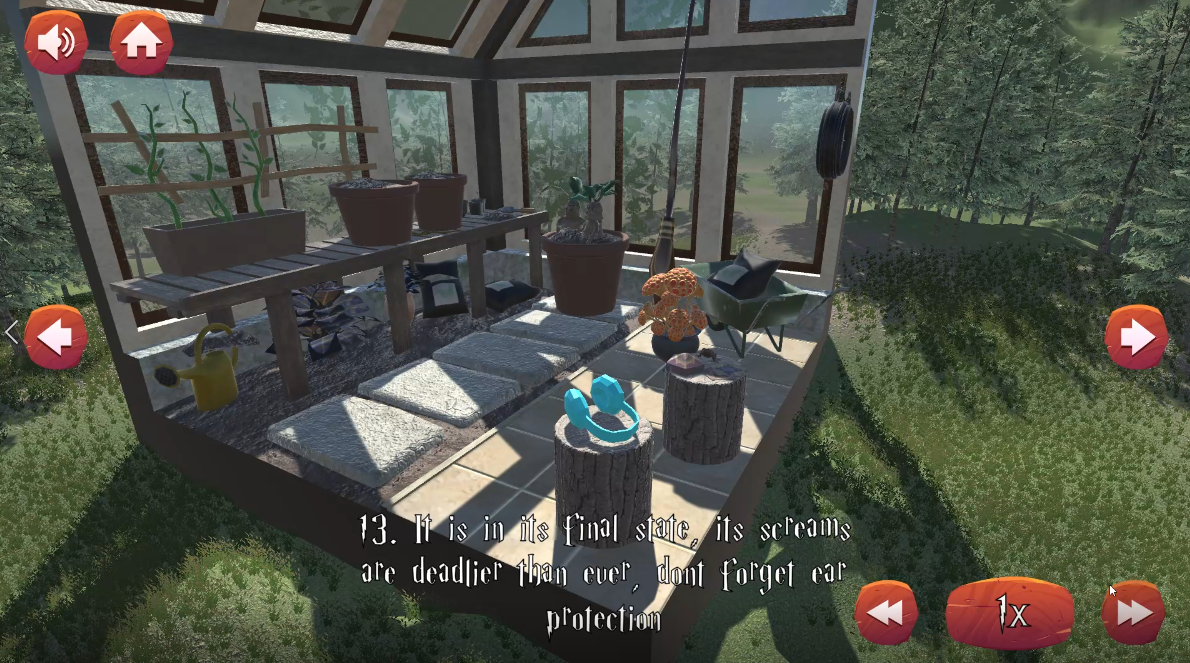 13. It is in its final state, its screams
are deadlier than ever, dont forget ear
protection
1x